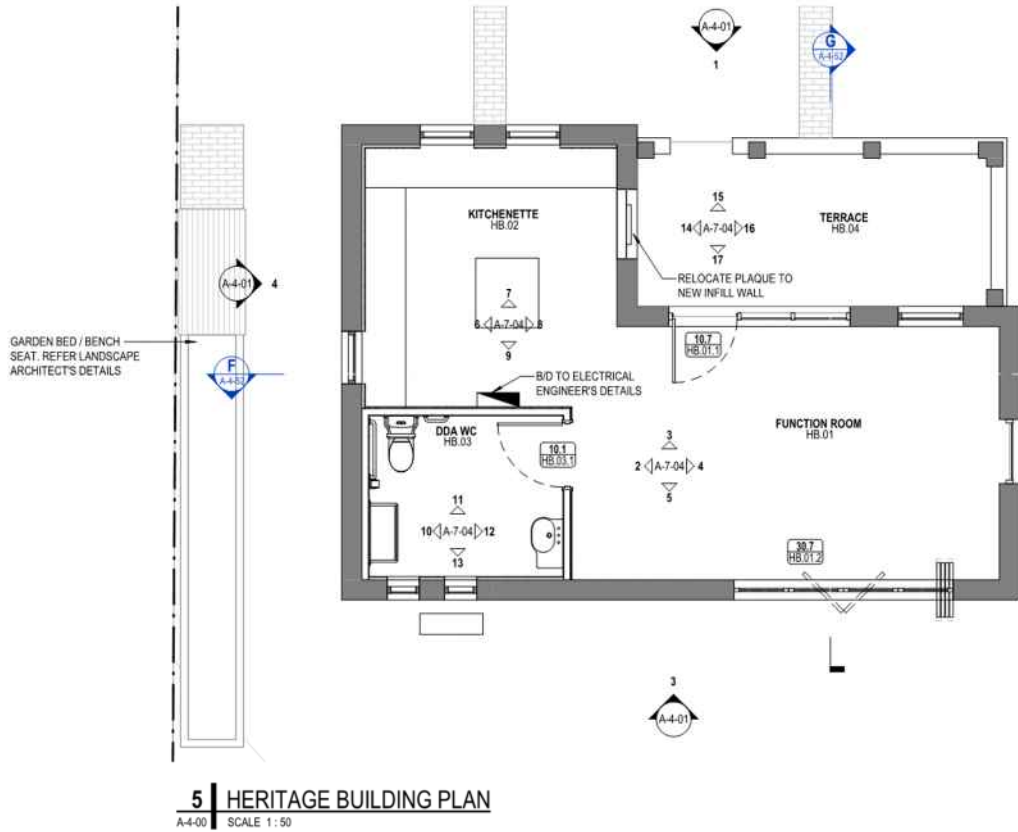 A-4-01
1
G
A-4-52
KITCHENETTE
HB.02
15
14 A-7-04 16
17
TERRACE
HB.04
RELOCATE PLAQUE TO
NEW INFILL WALL
A-4-01 4
7
6 A-7-04 8
9
GARDEN BED / BENCH
SEAT. REFER LANDSCAPE
ARCHITECT'S DETAILS
10.7
HB.01.1
F
A-4-52
B/D TO ELECTRICAL
ENGINEER'S DETAILS
DDA WC
HB.03
FUNCTION ROOM
HB.01
10.1
HB.03.1
3
2 A-7-04 4
5
11
10 A-7-04 12
13
30.7
HB.01.2
3
A-4-01
5 HERITAGE BUILDING PLAN
A-4-00 SCALE 1 : 50